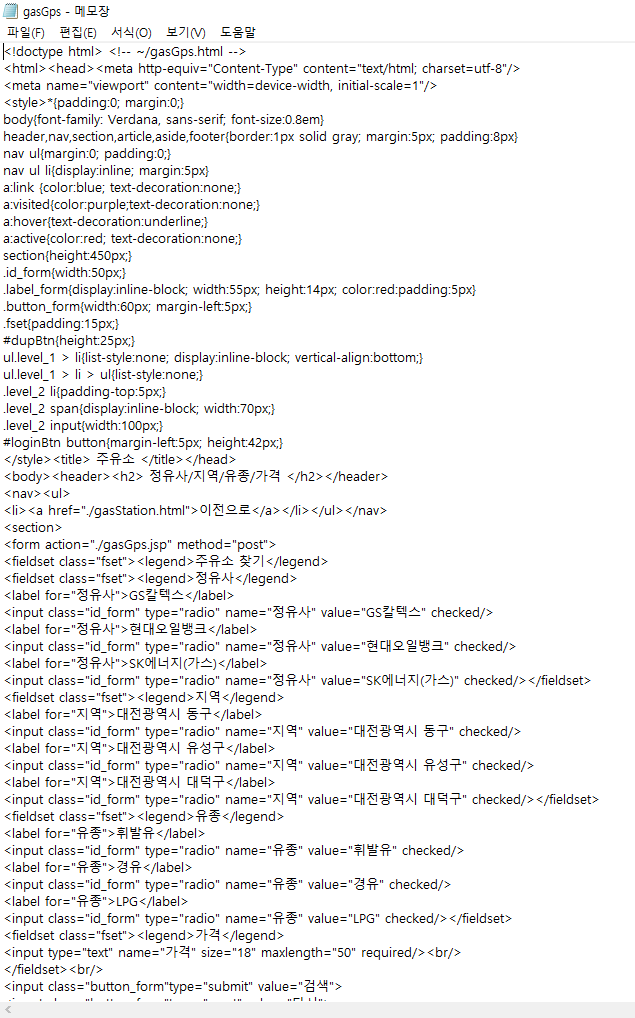 gasGps - 메모장
파일(F) 편집(E) 서식(O) 보기(V) 도움말
<!doctype html> <!-- ~/gasGps.html -->
<html><head><meta http-equiv="Content-Type" content="text/html; charset=utf-8"/>
<meta name="viewport" content="width=device-width, initial-scale=1"/>
<style>*{padding:0; margin:0;}
body{font-family: Verdana, sans-serif; font-size:0.8em}
header,nav,section,article,aside,footer{border:1px solid gray; margin:5px; padding:8px}
nav ul{margin:0; padding:0;}
nav ul li{display:inline; margin:5px}
a:link {color:blue; text-decoration:none;}
a:visited{color:purple;text-decoration:none;}
a:hover{text-decoration:underline;}
a:active{color:red; text-decoration:none;}
section{height:450px;}
.id_form{width:50px;}
.label_form{display:inline-block; width:55px; height:14px; color:red:padding:5px}
.button_form{width:60px; margin-left:5px;}
.fset{padding:15px;}
#dupBtn{height:25px;}
ul.level_1 > li{list-style:none; display:inline-block; vertical-align:bottom;}
ul.level_1 > li > ul{list-style:none;}
.level_2 li{padding-top:5px;}
.level_2 span{display:inline-block; width:70px;}
.level_2 input{width:100px;}
#loginBtn button{margin-left:5px; height:42px;}
</style><title> 주유소 </title></head>
<body><header><h2> 정유사/지역/유종/가격 </h2></header>
<nav><ul>
<li><a href="./gasStation.html">이전으로</a></li></ul></nav>
<section>
<form action="./gasGps.jsp" method="post">
<fieldset class="fset"><legend>주유소 찾기</legend>
<fieldset class="fset"><legend>정유사</legend>
<label for="정유사">GS칼텍스</label>
<input class="id_form" type="radio" name="정유사" value="GS칼텍스" checked/>
<label for="정유사">현대오일뱅크</label>
<input class="id_form" type="radio" name="정유사" value="현대오일뱅크" checked/>
<label for="정유사">SK에너지(가스)</label>
<input class="id_form" type="radio" name="정유사" value="SK에너지(가스)" checked/></fieldset>
<fieldset class="fset"><legend>지역</legend>
<label for="지역">대전광역시 동구</label>
<input class="id_form" type="radio" name="지역" value="대전광역시 동구" checked/>
<label for="지역">대전광역시 유성구</label>
<input class="id_form" type="radio" name="지역" value="대전광역시 유성구" checked/>
<label for="지역">대전광역시 대덕구</label>
<input class="id_form" type="radio" name="지역" value="대전광역시 대덕구" checked/></fieldset>
<fieldset class="fset"><legend>유종</legend>
<label for="유종">휘발유</label>
<input class="id_form" type="radio" name="유종" value="휘발유" checked/>
<label for="유종">경유</label>
<input class="id_form" type="radio" name="유종" value="경유" checked/>
<label for="유종">LPG</label>
<input class="id_form" type="radio" name="유종" value="LPG" checked/></fieldset>
<fieldset class="fset"><legend>가격</legend>
<input type="text" name="가격" size="18" maxlength="50" required/><br/>
</fieldset><br/>
<input class="button_form"type="submit" value="검색">